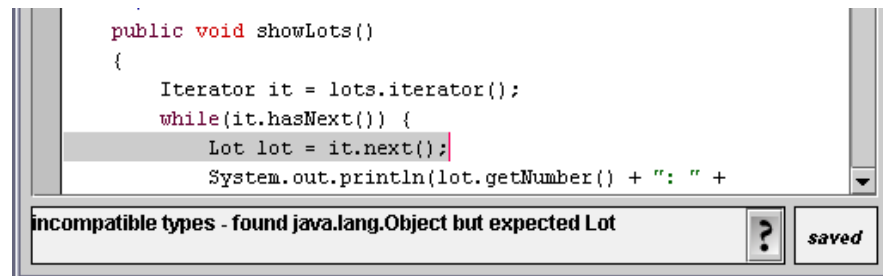 public void showLots()
{
Iterator it = lots.iterator();
while(it.hasNext()) {
Lot lot = it.next();
System.out.println(lot.getNumber() + ": " +
incompatible types - found java.lang.Object but expected Lot
?
saved